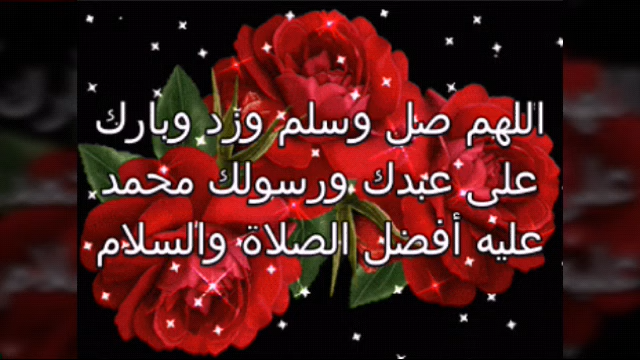 اللهم صل وسلم وزد وبارك
على عبدك ورسولك محمد
عليه أفضل الصلاة والسلام